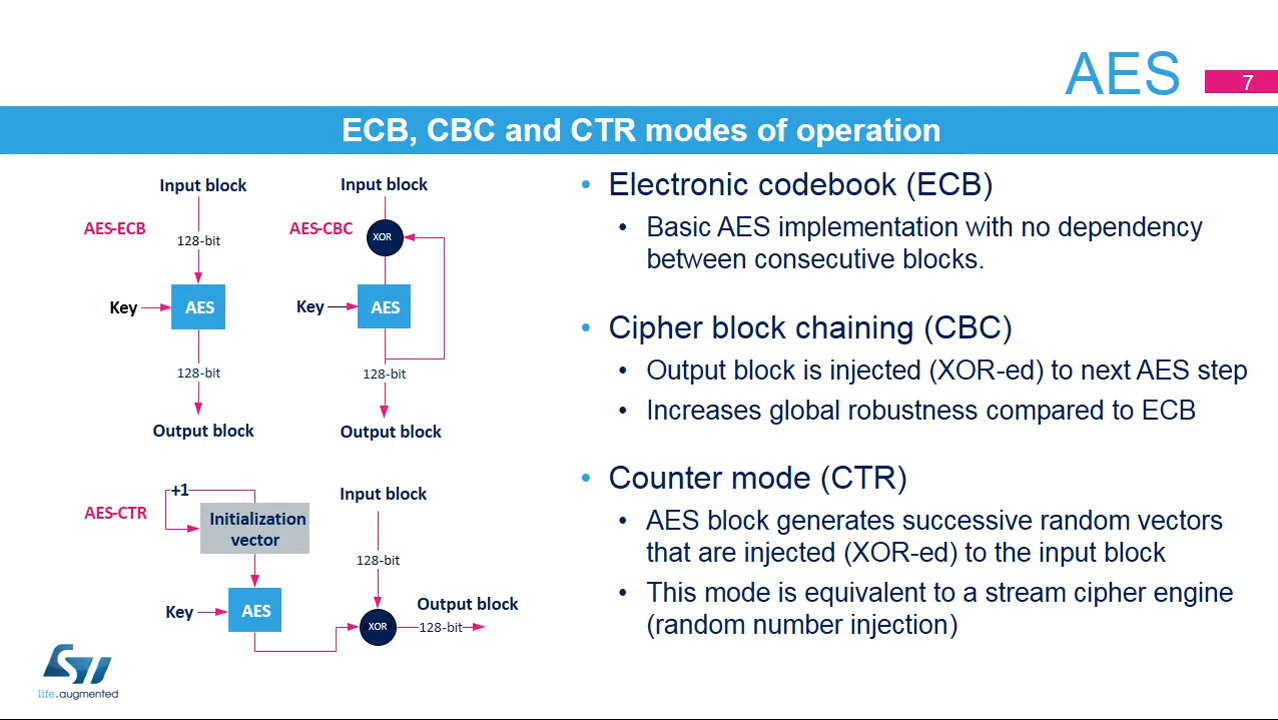 AES
7
ECB, CBC and CTR modes of operation
Input block
AES-ECB
128-bit
Key
AES
128-bit
Output block
Input block
AES-CBC
XOR
Key
AES
128-bit
Output block
+1
AES-CTR
Initialization
vector
Key
AES
Input block
128-bit
XOR
Output block
128-bit
• Electronic codebook (ECB)
• Basic AES implementation with no dependency
between consecutive blocks.
• Cipher block chaining (CBC)
• Output block is injected (XOR-ed) to next AES step
• Increases global robustness compared to ECB
• Counter mode (CTR)
• AES block generates successive random vectors
that are injected (XOR-ed) to the input block
• This mode is equivalent to a stream cipher engine
(random number injection)
ST
life.augmented